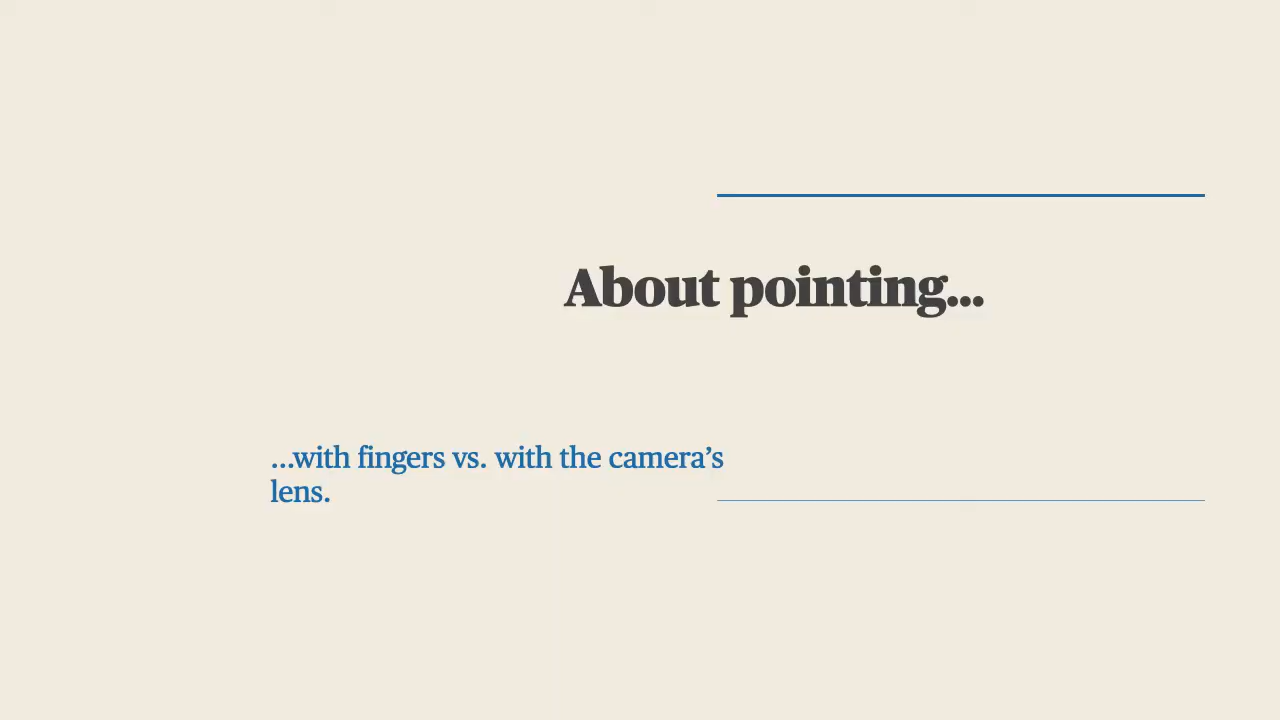 About pointing...
...with fingers vs. with the camera’s
lens.